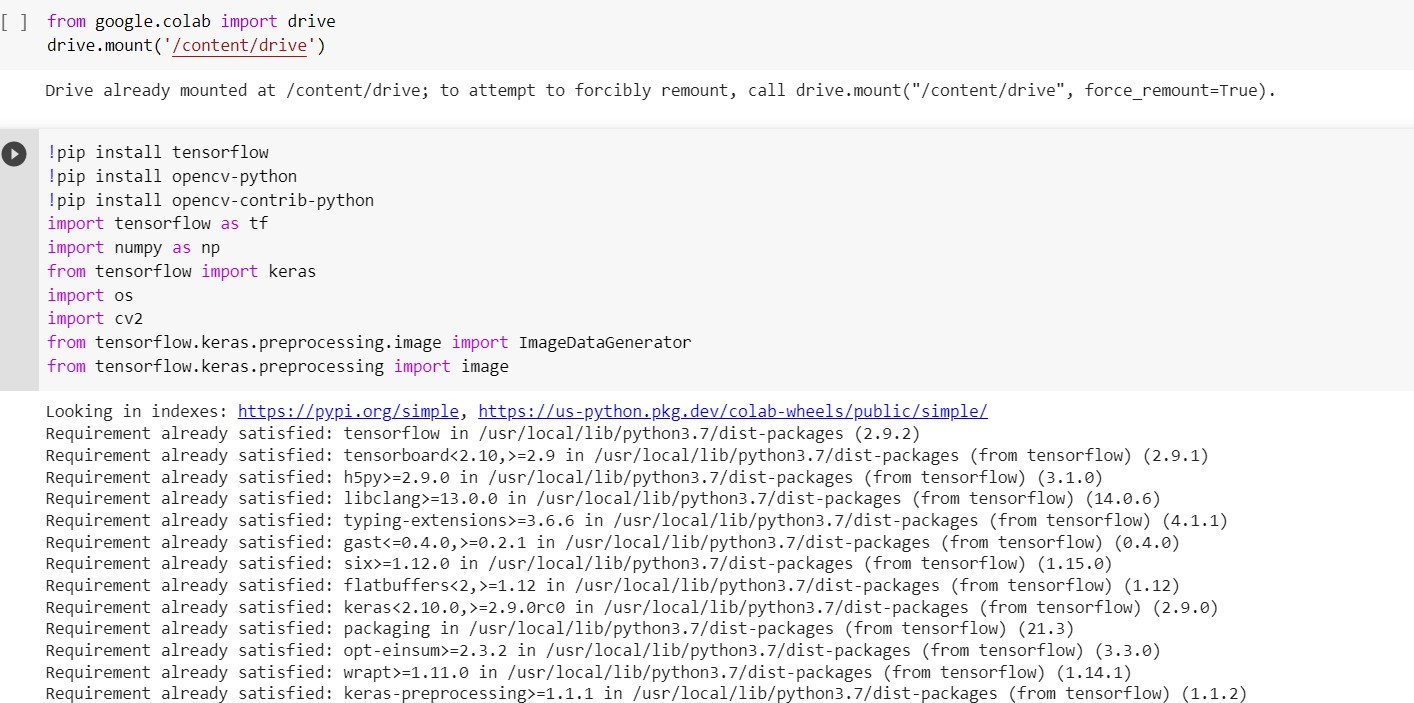 [ ] from google.colab import drive
drive.mount('/content/drive')
Drive already mounted at /content/drive; to attempt to forcibly remount, call drive.mount("/content/drive", force_remount=True).
!pip install tensorflow
!pip install opencv-python
!pip install opencv-contrib-python
import tensorflow as tf
import numpy as np
from tensorflow import keras
import os
import cv2
from tensorflow.keras.preprocessing.image import ImageDataGenerator
from tensorflow.keras.preprocessing import image
Looking in indexes: https://pypi.org/simple, https://us-python.pkg.dev/colab-wheels/public/simple/
Requirement already satisfied: tensorflow in /usr/local/lib/python3.7/dist-packages (2.9.2)
Requirement already satisfied: tensorboard<2.10,>=2.9 in /usr/local/lib/python3.7/dist-packages (from tensorflow) (2.9.1)
Requirement already satisfied: h5py>=2.9.0 in /usr/local/lib/python3.7/dist-packages (from tensorflow) (3.1.0)
Requirement already satisfied: libclang>=13.0.0 in /usr/local/lib/python3.7/dist-packages (from tensorflow) (14.0.6)
Requirement already satisfied: typing-extensions>=3.6.6 in /usr/local/lib/python3.7/dist-packages (from tensorflow) (4.1.1)
Requirement already satisfied: gast<=0.4.0,>=0.2.1 in /usr/local/lib/python3.7/dist-packages (from tensorflow) (0.4.0)
Requirement already satisfied: six>=1.12.0 in /usr/local/lib/python3.7/dist-packages (from tensorflow) (1.15.0)
Requirement already satisfied: flatbuffers<2,>=1.12 in /usr/local/lib/python3.7/dist-packages (from tensorflow) (1.12)
Requirement already satisfied: keras<2.10.0,>=2.9.0rc0 in /usr/local/lib/python3.7/dist-packages (from tensorflow) (2.9.0)
Requirement already satisfied: packaging in /usr/local/lib/python3.7/dist-packages (from tensorflow) (21.3)
Requirement already satisfied: opt-einsum>=2.3.2 in /usr/local/lib/python3.7/dist-packages (from tensorflow) (3.3.0)
Requirement already satisfied: wrapt>=1.11.0 in /usr/local/lib/python3.7/dist-packages (from tensorflow) (1.14.1)
Requirement already satisfied: keras-preprocessing>=1.1.1 in /usr/local/lib/python3.7/dist-packages (from tensorflow) (1.1.2)